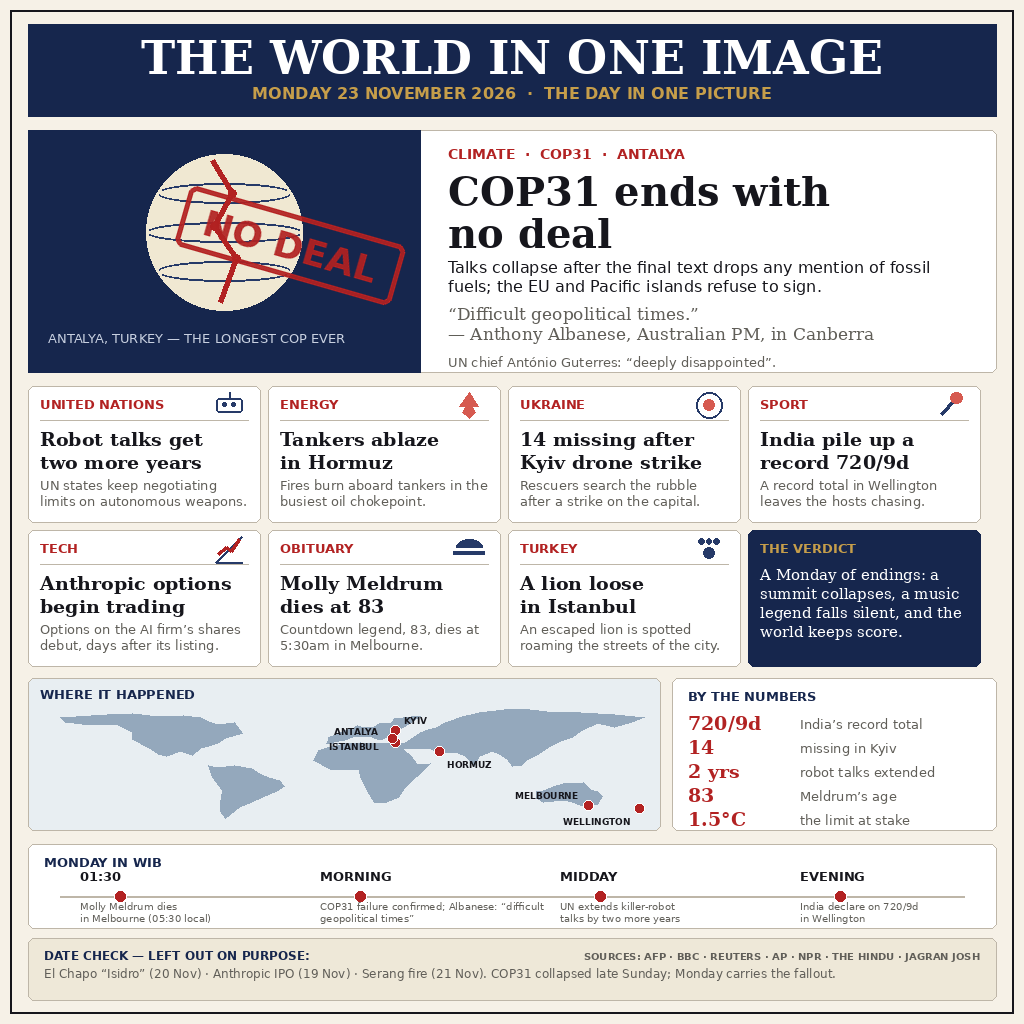 THE WORLD IN ONE IMAGE
MONDAY 23 NOVEMBER 2026 · THE DAY IN ONE PICTURE
NO DEAL
ANTALYA, TURKEY — THE LONGEST COP EVER
CLIMATE · COP31 · ANTALYA
COP31 ends with
no deal
Talks collapse after the final text drops any mention of fossil
fuels; the EU and Pacific islands refuse to sign.
“Difficult geopolitical times.”
— Anthony Albanese, Australian PM, in Canberra
UN chief António Guterres: “deeply disappointed”.
UNITED NATIONS
Robot talks get
two more years
UN states keep negotiating
limits on autonomous weapons.
ENERGY
Tankers ablaze
in Hormuz
Fires burn aboard tankers in the
busiest oil chokepoint.
UKRAINE
14 missing after
Kyiv drone strike
Rescuers search the rubble
after a strike on the capital.
SPORT
India pile up a
record 720/9d
A record total in Wellington
leaves the hosts chasing.
TECH
Anthropic options
begin trading
Options on the AI firm’s shares
debut, days after its listing.
OBITUARY
Molly Meldrum
dies at 83
Countdown legend, 83, dies at
5:30am in Melbourne.
TURKEY
A lion loose
in Istanbul
An escaped lion is spotted
roaming the streets of the city.
THE VERDICT
A Monday of endings: a
summit collapses, a music
legend falls silent, and the
world keeps score.
WHERE IT HAPPENED
KYIV
ANTALYA
ISTANBUL
HORMUZ
MELBOURNE
WELLINGTON
BY THE NUMBERS
720/9d India’s record total
14 missing in Kyiv
2 yrs robot talks extended
83 Meldrum’s age
1.5°C the limit at stake
MONDAY IN WIB
01:30
Molly Meldrum dies
in Melbourne (05:30 local)
MORNING
COP31 failure confirmed; Albanese: “difficult
geopolitical times”
MIDDAY
UN extends killer-robot
talks by two more years
EVENING
India declare on 720/9d
in Wellington
DATE CHECK — LEFT OUT ON PURPOSE:
SOURCES: AFP · BBC · REUTERS · AP · NPR · THE HINDU · JAGRAN JOSH
El Chapo “Isidro” (20 Nov) · Anthropic IPO (19 Nov) · Serang fire (21 Nov). COP31 collapsed late Sunday; Monday carries the fallout.